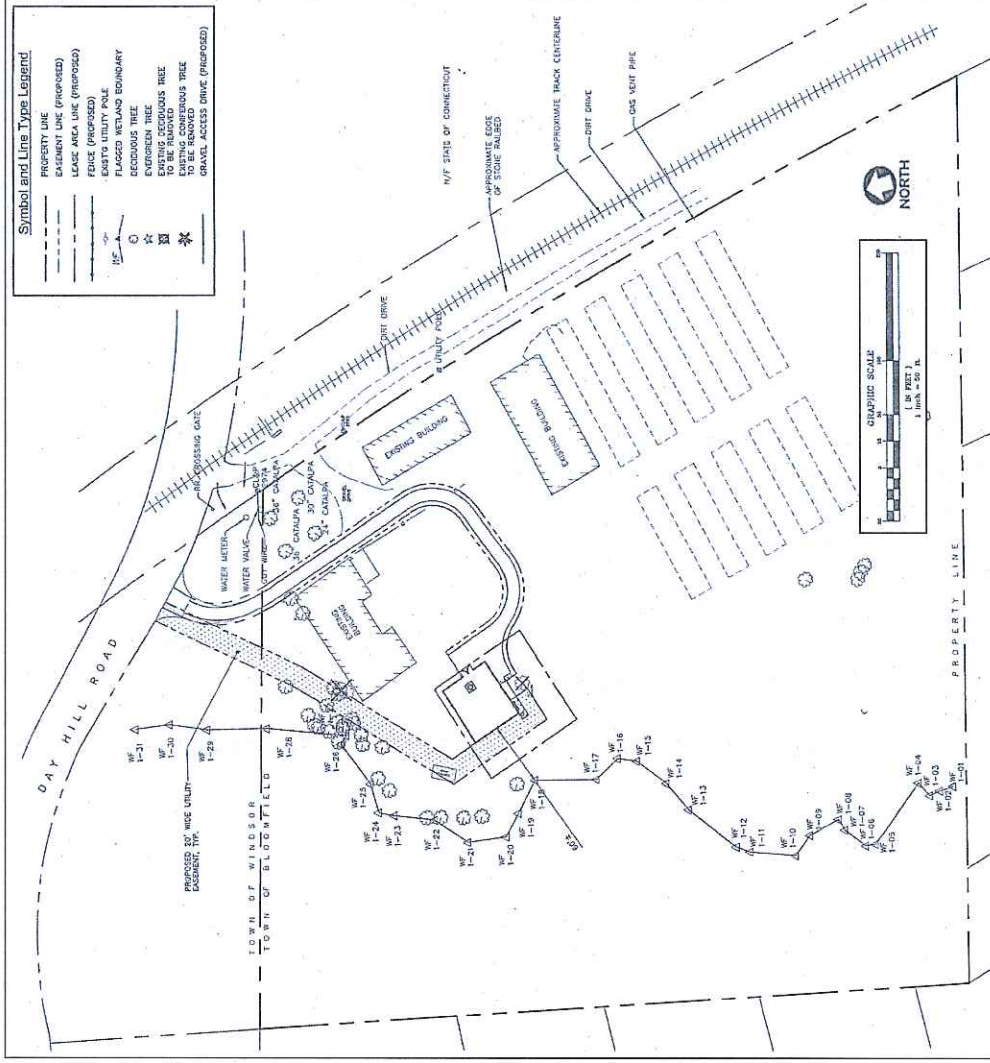 Symbol and Line Type Legend
PROPERTY LINE
EASEMENT LINE (PROPOSED)
LEASE AREA LINE (PROPOSED)
FENCE (PROPOSED)
EXIST'G UTILITY POLE
WF
FLAGGED WETLAND BOUNDARY
DECIDUOUS TREE
EVERGREEN TREE
EXISTING DECIDUOUS TREE
TO BE REMOVED
EXISTING CONIFEROUS TREE
TO BE REMOVED
GRAVEL ACCESS DRIVE (PROPOSED)
DAY HILL ROAD
RR CROSSING GATE
WATER METER
WATER VALVE
GUY WIRE
CL&P
2974
36" CATALPA
36" CATALPA
30" CATALPA
24" CATALPA
DIRT DRIVE
UTILITY POLE
N/F STATE OF CONNECTICUT
APPROXIMATE EDGE
OF STONE RAILBED
APPROXIMATE TRACK CENTERLINE
DIRT DRIVE
GAS VENT PIPE
EXISTING BUILDING
EXISTING BUILDING
EXISTING
BUILDING
PROPOSED 20' WIDE UTILITY
EASEMENT, TYP.
TOWN OF WINDSOR
TOWN OF BLOOMFIELD
WF
1-31
WF
1-30
WF
1-29
WF
1-28
WF
1-26
WF
1-25
WF
1-24
WF
1-23
WF
1-22
WF
1-21
WF
1-20
WF
1-19
WF
1-18
WF
1-17
WF
1-16
WF
1-15
WF
1-14
WF
1-13
WF
1-12
WF
1-11
WF
1-10
WF
1-09
WF
1-08
WF
1-07
WF
1-06
WF
1-05
WF
1-04
WF
1-03
WF
1-02
WF
1-01
NORTH
GRAPHIC SCALE
( IN FEET )
1 inch = 50 ft.
PROPERTY LINE